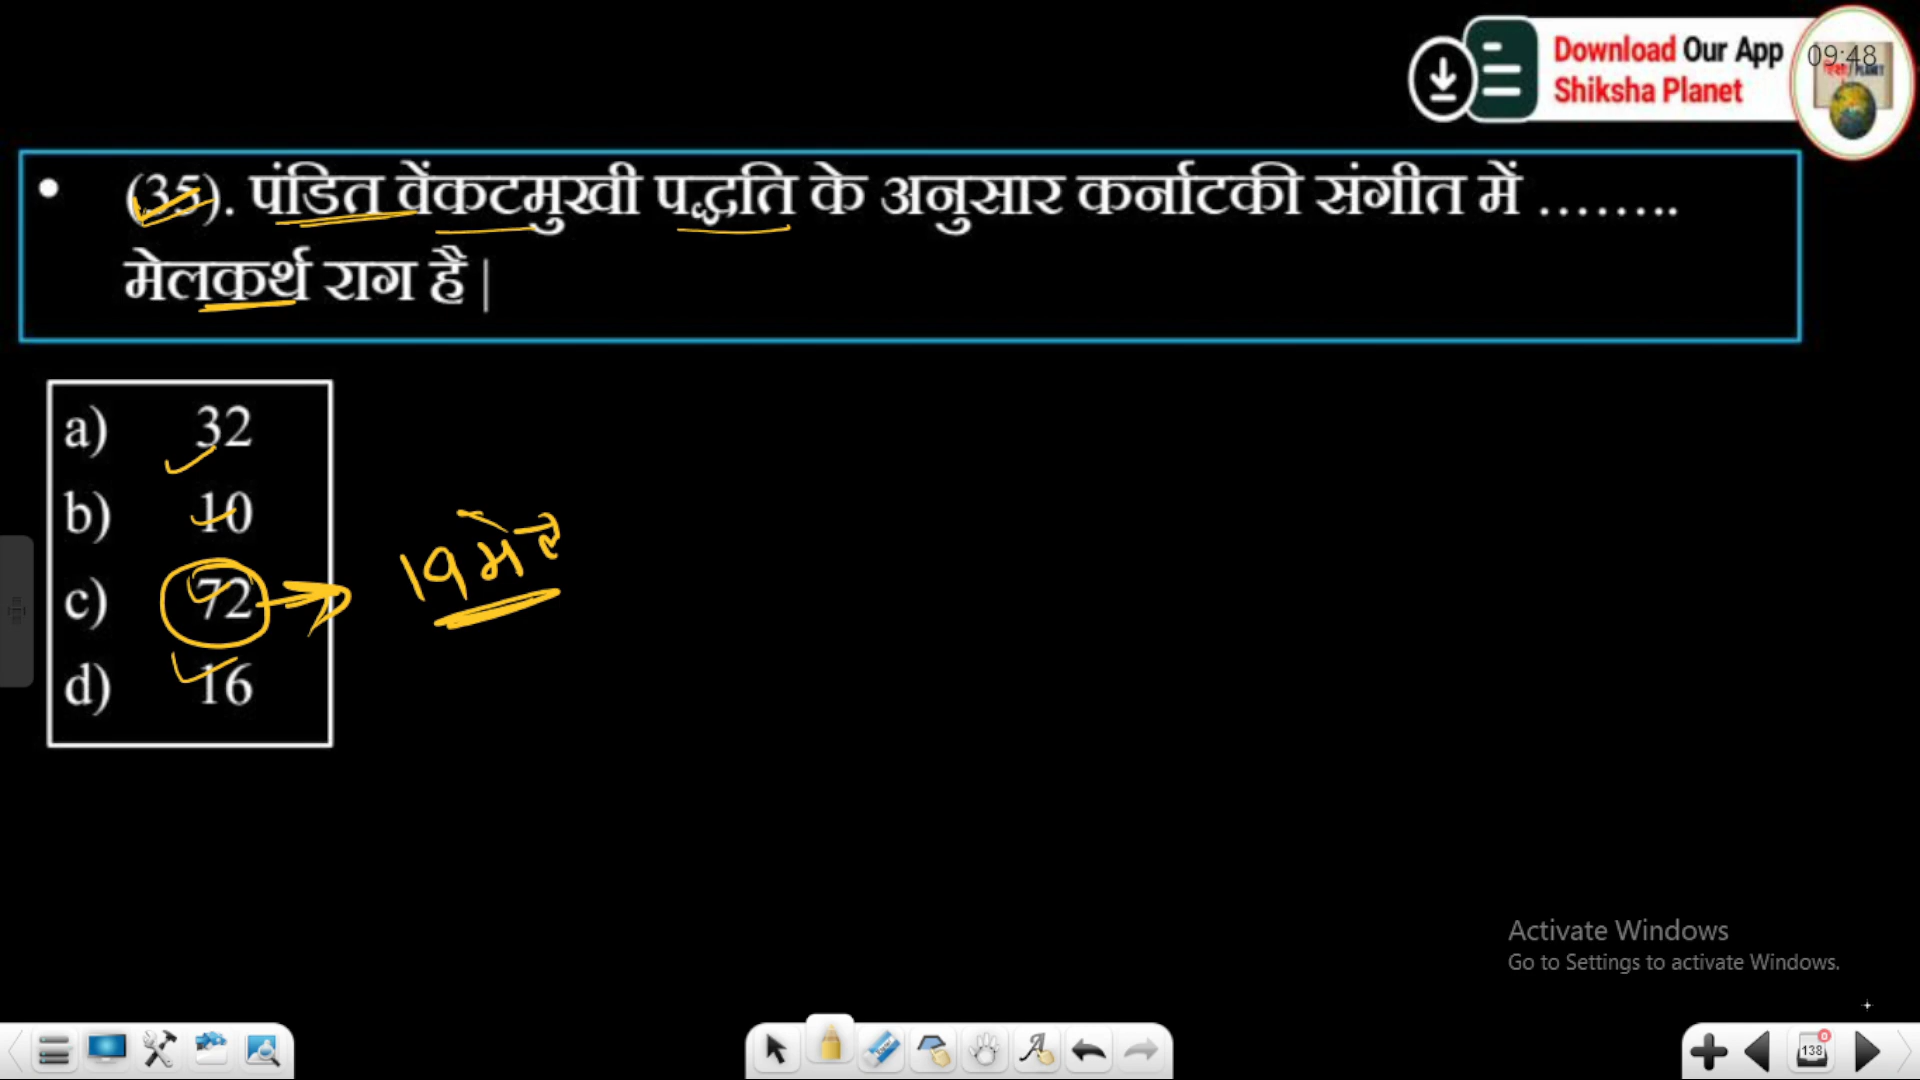 Download Our App
Shiksha Planet
09:48
• (35). पंडित वेंकटमुखी पद्धति के अनुसार कर्नाटकी संगीत में ........
मेलकर्थ राग है |
a) 32
b) 10
c) 72
d) 16
19
Activate Windows
Go to Settings to activate Windows.
138